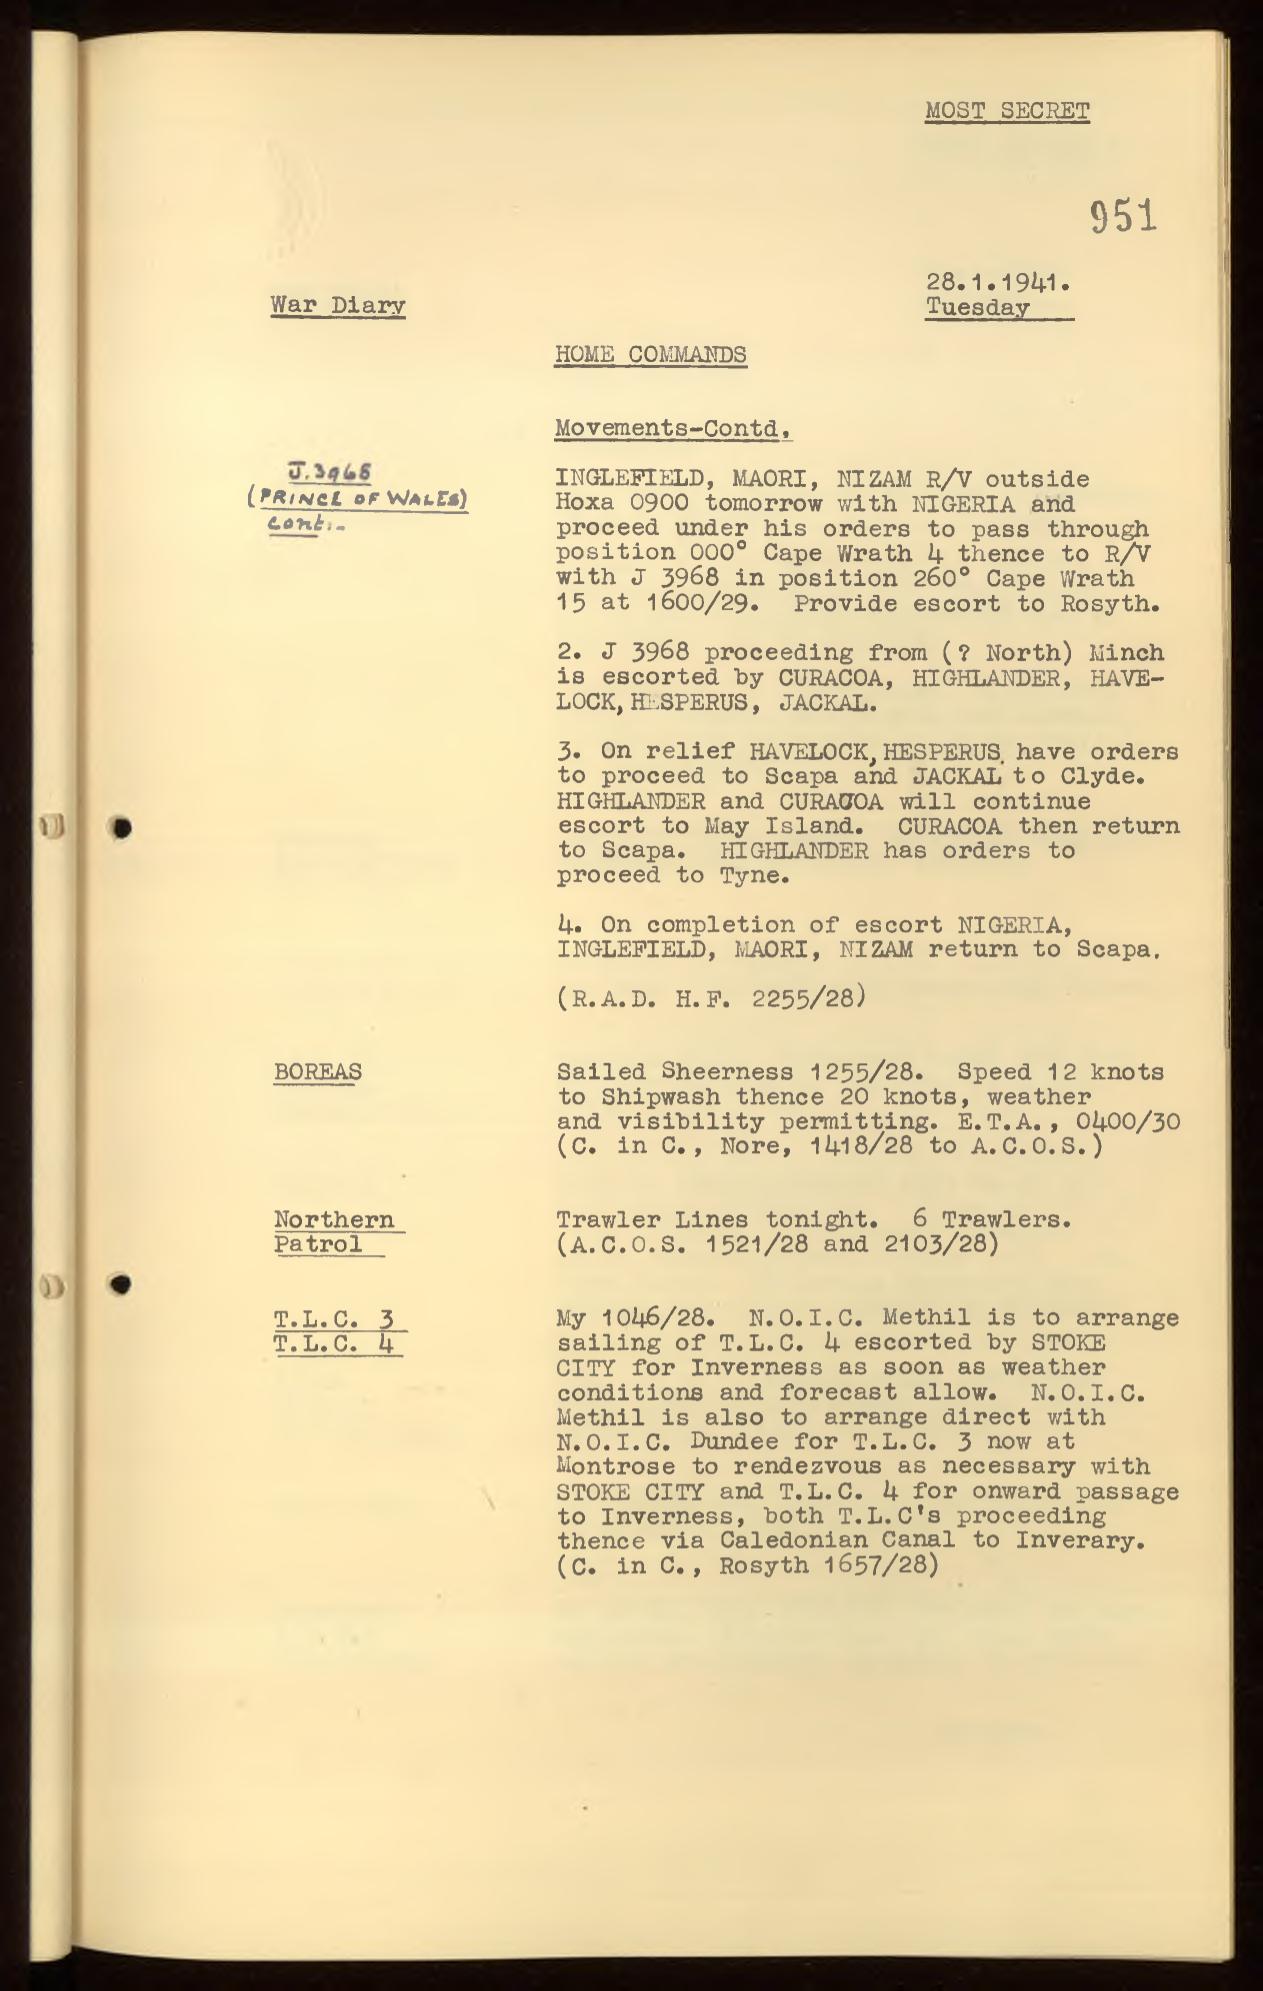 MOST SECRET
951
28.1.1941.
Tuesday
War Diary
HOME COMMANDS
Movements-Contd.
J.3968
(PRINCE OF WALES)
cont:-
INGLEFIELD, MAORI, NIZAM R/V outside
Hoxa 0900 tomorrow with NIGERIA and
proceed under his orders to pass through
position 000° Cape Wrath 4 thence to R/V
with J 3968 in position 260° Cape Wrath
15 at 1600/29. Provide escort to Rosyth.
2. J 3968 proceeding from (? North) Minch
is escorted by CURACOA, HIGHLANDER, HAVE-
LOCK, HESPERUS, JACKAL.
3. On relief HAVELOCK, HESPERUS. have orders
to proceed to Scapa and JACKAL to Clyde.
HIGHLANDER and CURACOA will continue
escort to May Island. CURACOA then return
to Scapa. HIGHLANDER has orders to
proceed to Tyne.
4. On completion of escort NIGERIA,
INGLEFIELD, MAORI, NIZAM return to Scapa.
(R.A.D. H.F. 2255/28)
BOREAS
Sailed Sheerness 1255/28. Speed 12 knots
to Shipwash thence 20 knots, weather
and visibility permitting. E.T.A., 0400/30
(C. in C., Nore, 1418/28 to A.C.O.S.)
Northern
Patrol
Trawler Lines tonight. 6 Trawlers.
(A.C.O.S. 1521/28 and 2103/28)
T.L.C. 3
T.L.C. 4
My 1046/28. N.O.I.C. Methil is to arrange
sailing of T.L.C. 4 escorted by STOKE
CITY for Inverness as soon as weather
conditions and forecast allow. N.O.I.C.
Methil is also to arrange direct with
N.O.I.C. Dundee for T.L.C. 3 now at
Montrose to rendezvous as necessary with
STOKE CITY and T.L.C. 4 for onward passage
to Inverness, both T.L.C's proceeding
thence via Caledonian Canal to Inverary.
(C. in C., Rosyth 1657/28)